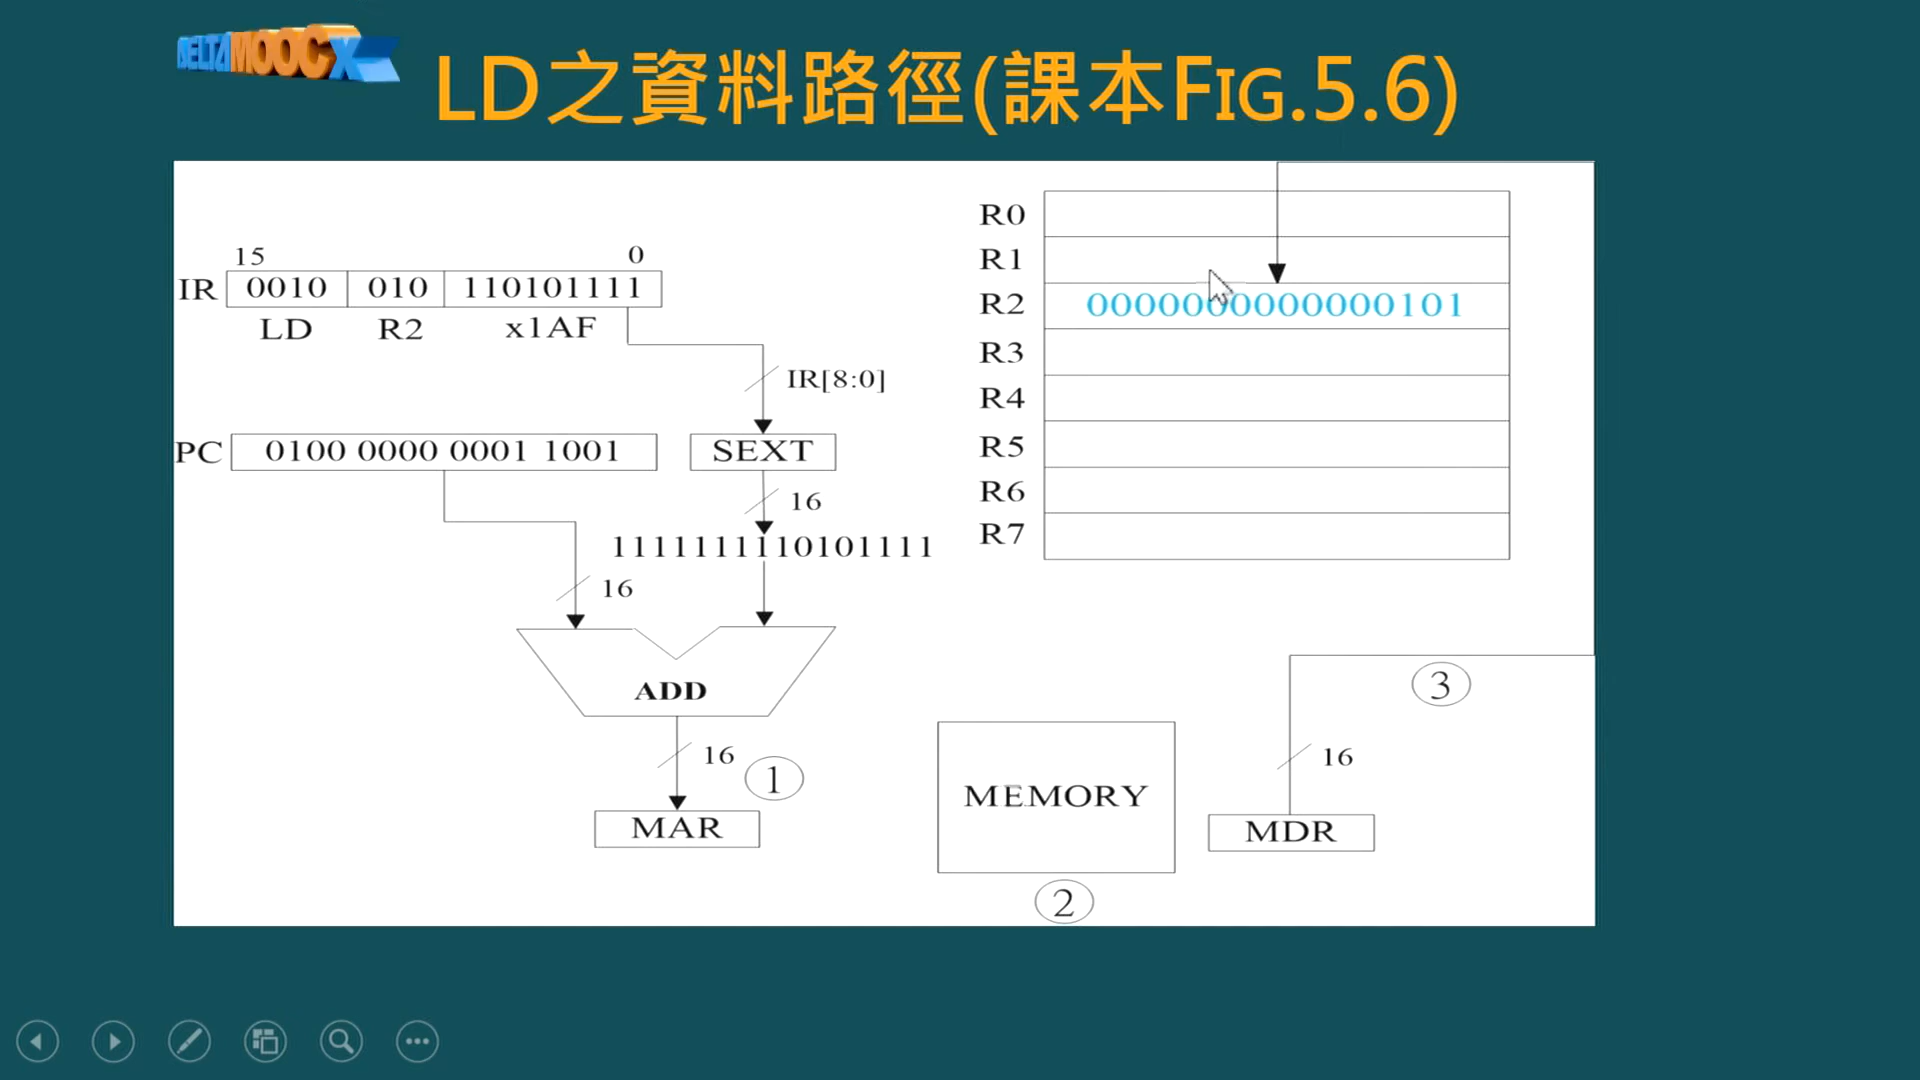 DELTAMOOCx
LD之資料路徑(課本FIG.5.6)
15 0
IR 0010 010 110101111
LD R2 x1AF
IR[8:0]
PC 0100 0000 0001 1001
SEXT
16
1111111110101111
16
ADD
16
1
MAR
R0
R1
R2 0000000000000101
R3
R4
R5
R6
R7
MEMORY
2
3
16
MDR